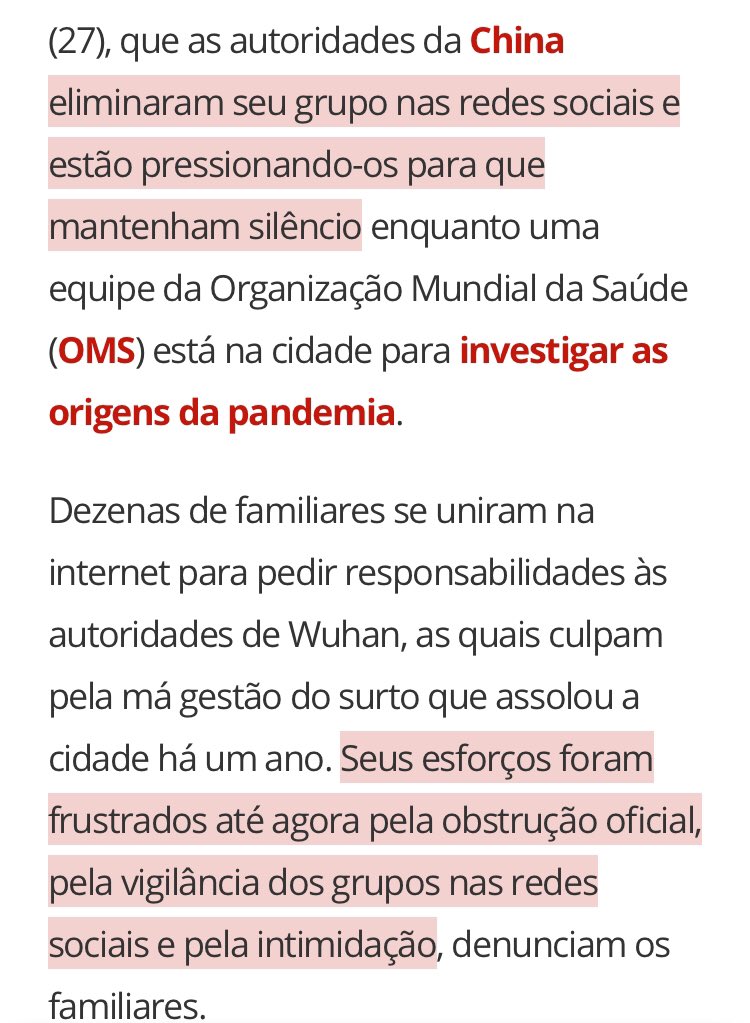 (27), que as autoridades da China
eliminaram seu grupo nas redes sociais e
estão pressionando-os para que
mantenham silêncio enquanto uma
equipe da Organização Mundial da Saúde
(OMS) está na cidade para investigar as
origens da pandemia.
Dezenas de familiares se uniram na
internet para pedir responsabilidades às
autoridades de Wuhan, as quais culpam
pela má gestão do surto que assolou a
cidade há um ano. Seus esforços foram
frustrados até agora pela obstrução oficial,
pela vigilância dos grupos nas redes
sociais e pela intimidação, denunciam os
familiares.